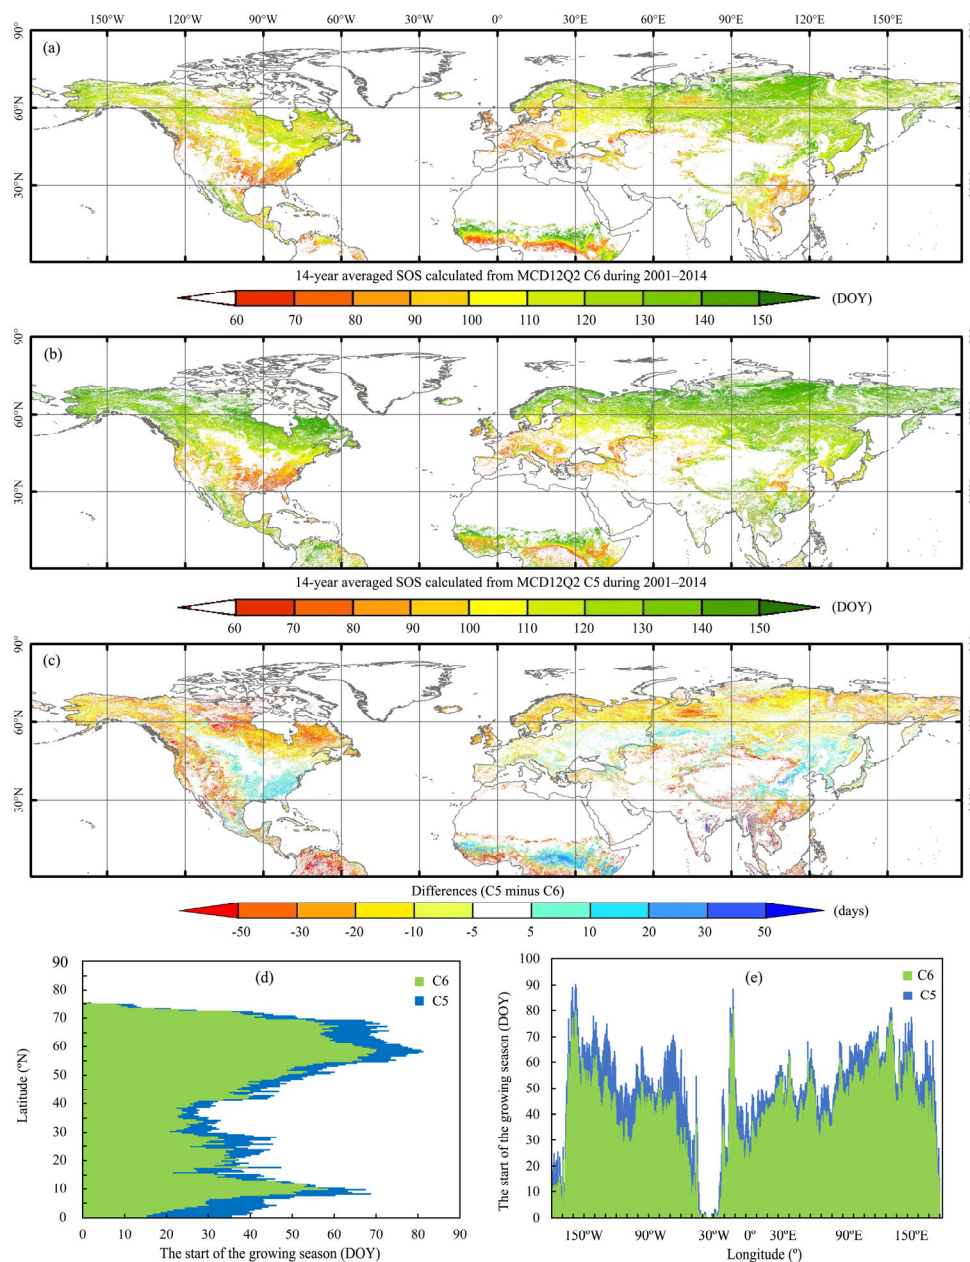 150°W 120°W 90°W 60°W 30°W 0° 30°E 60°E 90°E 120°E 150°E
90°
(a)
60°N
30°N
14-year averaged SOS calculated from MCD12Q2 C6 during 2001–2014
(DOY)
60 70 80 90 100 110 120 130 140 150
90°
(b)
60°N
30°N
14-year averaged SOS calculated from MCD12Q2 C5 during 2001–2014
(DOY)
60 70 80 90 100 110 120 130 140 150
90°
(c)
60°N
30°N
Differences (C5 minus C6)
(days)
-50 -30 -20 -10 -5 5 10 20 30 50
(d)
C6
C5
90
80
70
60
50
40
30
20
10
0
Latitude (°N)
0 10 20 30 40 50 60 70 80 90
The start of the growing season (DOY)
(e)
C6
C5
100
90
80
70
60
50
40
30
20
10
0
The start of the growing season (DOY)
150°W 90°W 30°W 0° 30°E 90°E 150°E
Longitude (°)